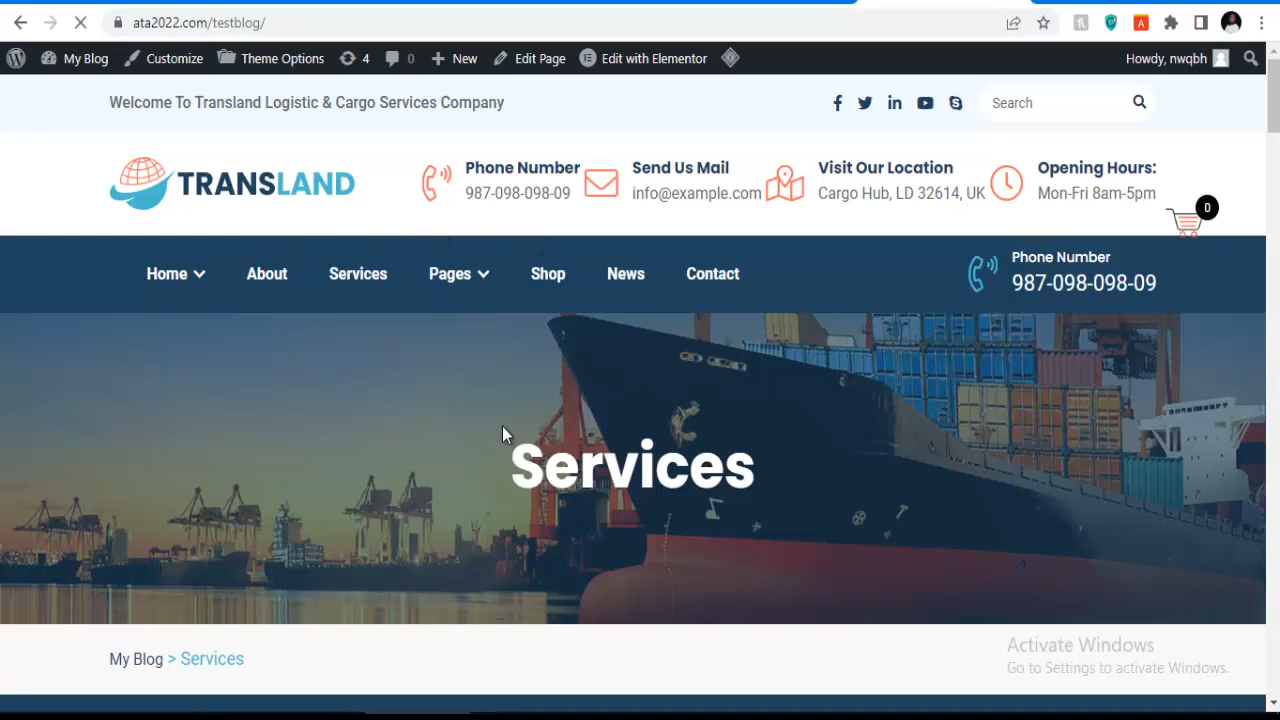 ata2022.com/testblog/
My Blog Customize Theme Options 4 0 New Edit Page Edit with Elementor Howdy, nwqbh
Welcome To Transland Logistic & Cargo Services Company
Search
TRANSLAND
Phone Number
987-098-098-09
Send Us Mail
info@example.com
Visit Our Location
Cargo Hub, LD 32614, UK
Opening Hours:
Mon-Fri 8am-5pm
0
Home About Services Pages Shop News Contact
Phone Number
987-098-098-09
Services
My Blog > Services
Activate Windows
Go to Settings to activate Windows.